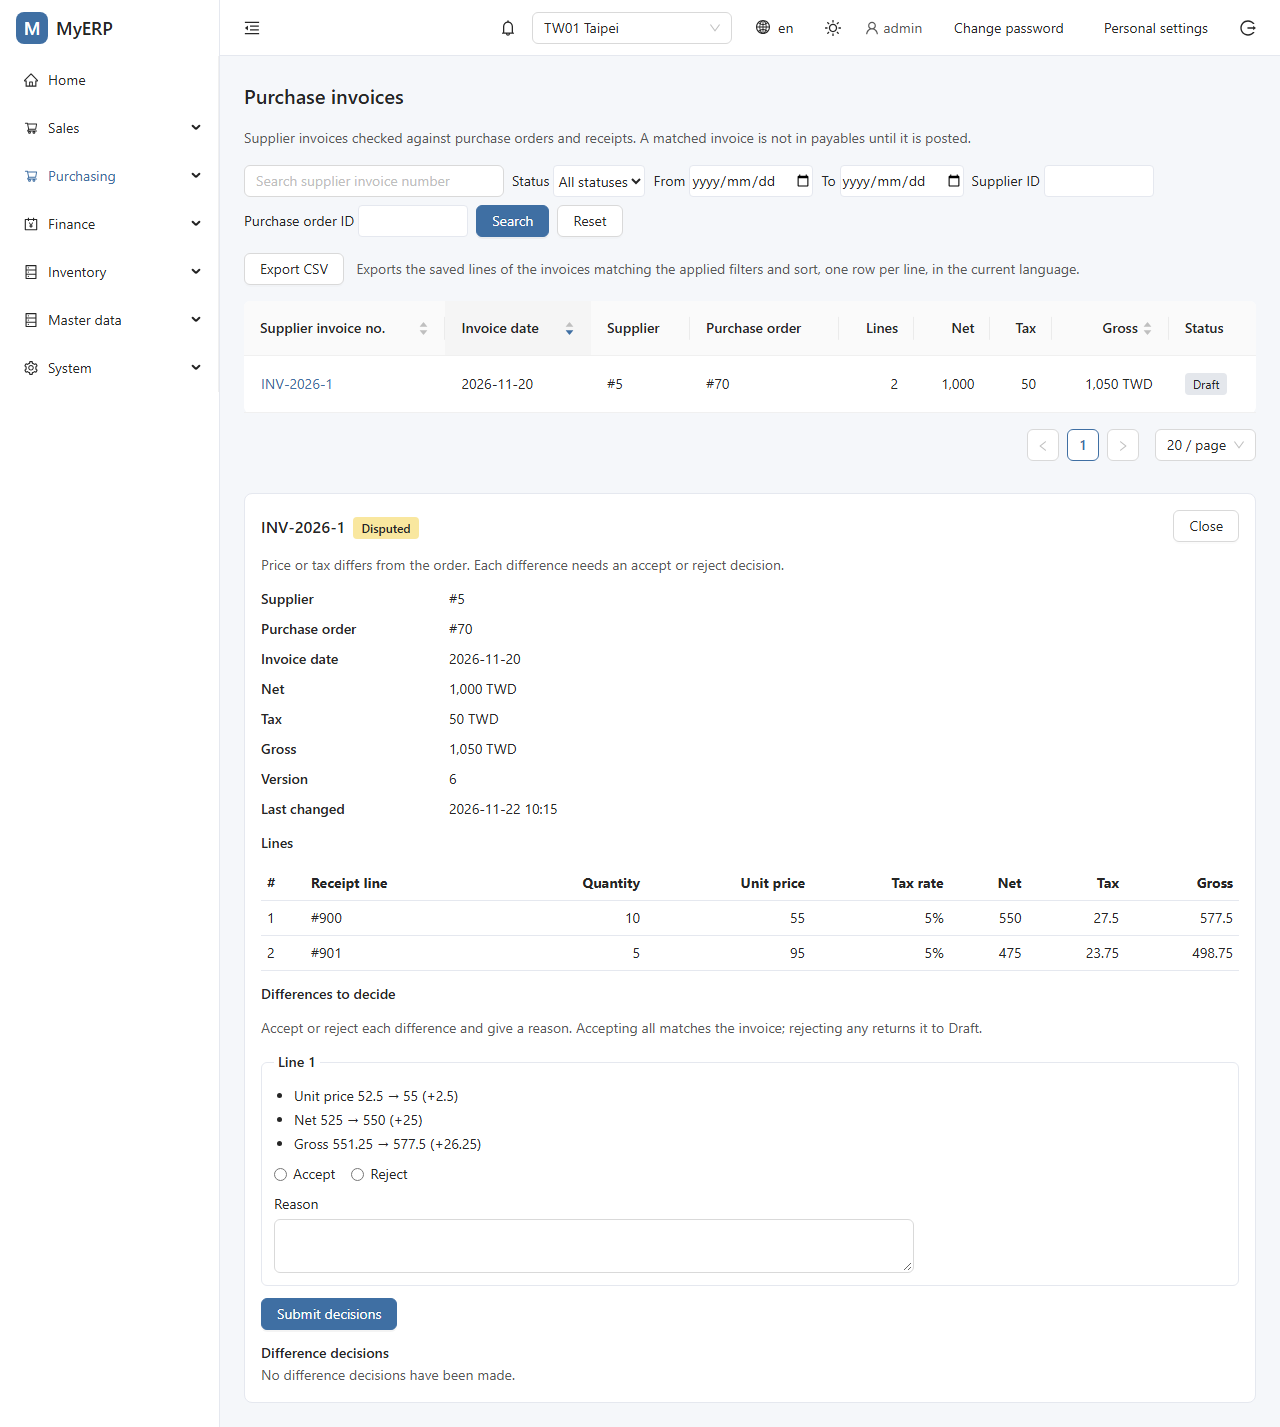 M MyERP
TW01 Taipei
en
admin
Change password
Personal settings
Home
Sales
Purchasing
Finance
Inventory
Master data
System
Purchase invoices
Supplier invoices checked against purchase orders and receipts. A matched invoice is not in payables until it is posted.
Search supplier invoice number Status All statuses From yyyy/mm/dd To yyyy/mm/dd Supplier ID
Purchase order ID Search Reset
Export CSV Exports the saved lines of the invoices matching the applied filters and sort, one row per line, in the current language.
Supplier invoice no. Invoice date Supplier Purchase order Lines Net Tax Gross Status
INV-2026-1 2026-11-20 #5 #70 2 1,000 50 1,050 TWD Draft
< 1 > 20 / page
INV-2026-1 Disputed Close
Price or tax differs from the order. Each difference needs an accept or reject decision.
Supplier #5
Purchase order #70
Invoice date 2026-11-20
Net 1,000 TWD
Tax 50 TWD
Gross 1,050 TWD
Version 6
Last changed 2026-11-22 10:15
Lines
# Receipt line Quantity Unit price Tax rate Net Tax Gross
1 #900 10 55 5% 550 27.5 577.5
2 #901 5 95 5% 475 23.75 498.75
Differences to decide
Accept or reject each difference and give a reason. Accepting all matches the invoice; rejecting any returns it to Draft.
Line 1
• Unit price 52.5 → 55 (+2.5)
• Net 525 → 550 (+25)
• Gross 551.25 → 577.5 (+26.25)
Accept Reject
Reason
Submit decisions
Difference decisions
No difference decisions have been made.